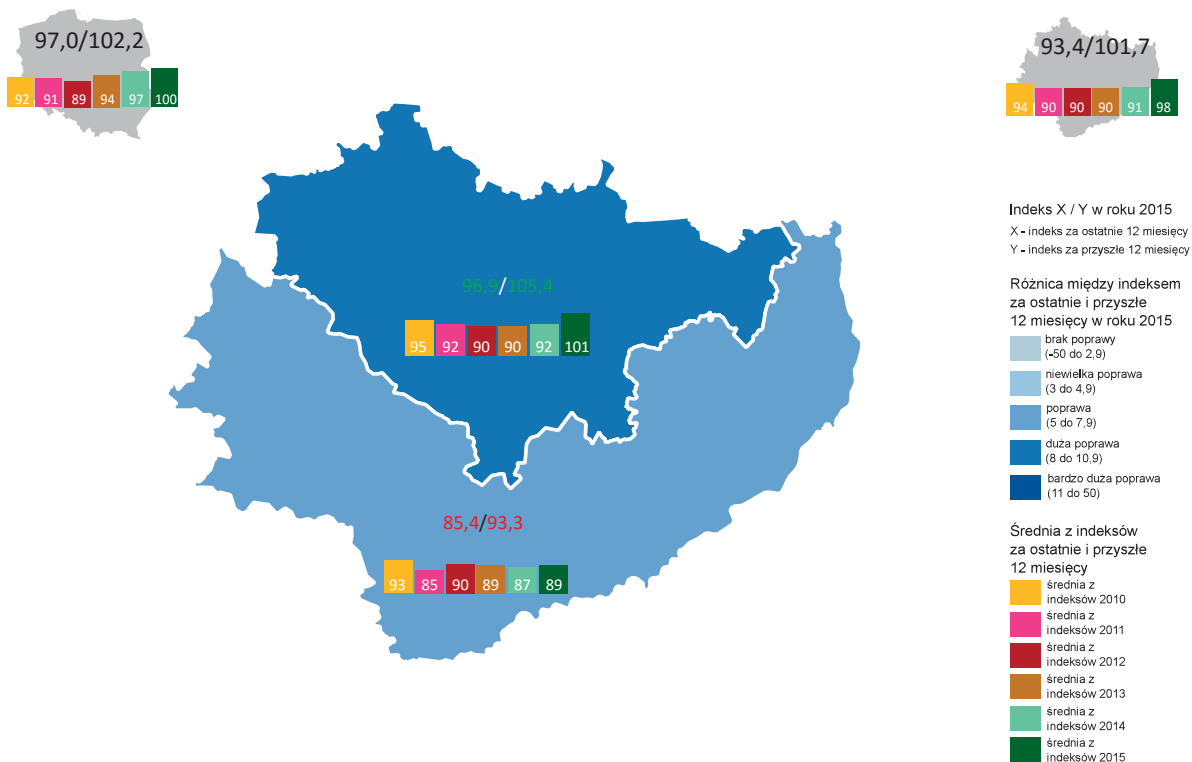 97,0/102,2
92 91 89 94 97 100
93,4/101,7
94 90 90 90 91 98
96,9/105,4
95 92 90 90 92 101
85,4/93,3
93 85 90 89 87 89
Indeks X / Y w roku 2015
X - indeks za ostatnie 12 miesięcy
Y - indeks za przyszłe 12 miesięcy
Różnica między indeksem
za ostatnie i przyszłe
12 miesięcy w roku 2015
brak poprawy
(-50 do 2,9)
niewielka poprawa
(3 do 4,9)
poprawa
(5 do 7,9)
duża poprawa
(8 do 10,9)
bardzo duża poprawa
(11 do 50)
Średnia z indeksów
za ostatnie i przyszłe
12 miesięcy
średnia z
indeksów 2010
średnia z
indeksów 2011
średnia z
indeksów 2012
średnia z
indeksów 2013
średnia z
indeksów 2014
średnia z
indeksów 2015